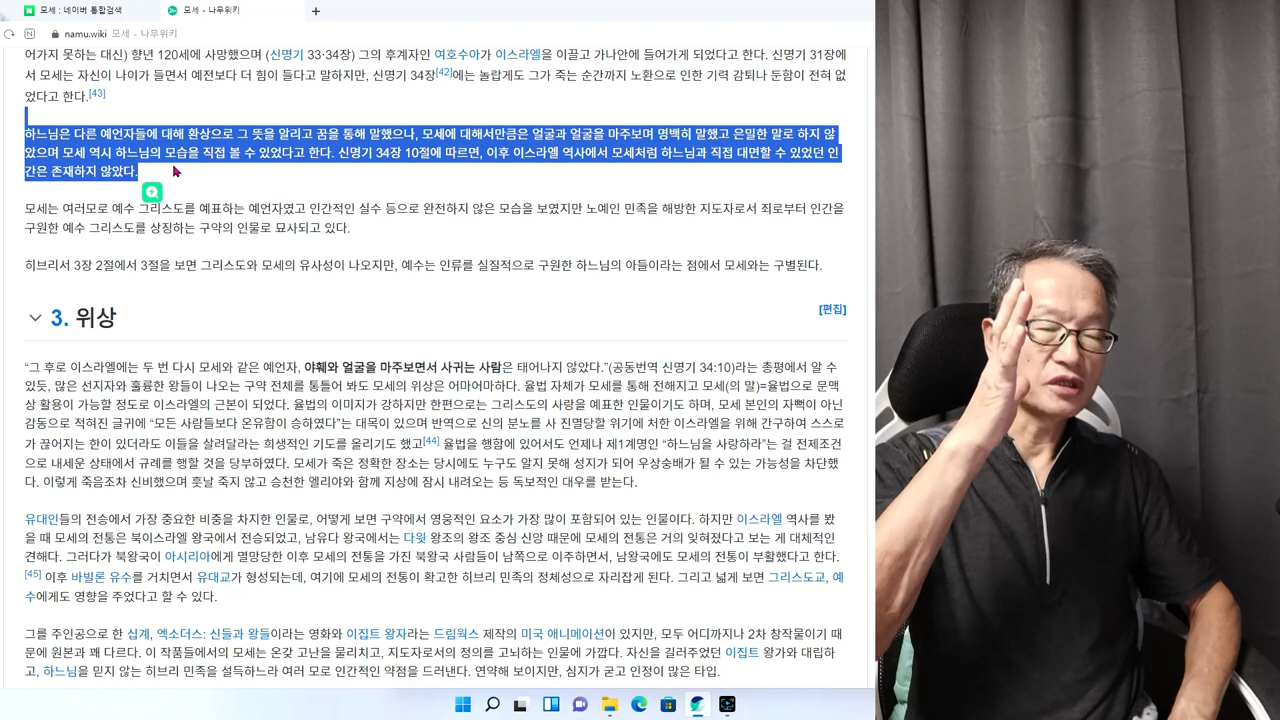 모세 : 네이버 통합검색
모세 - 나무위키
namu.wiki 모세 - 나무위키
어가지 못하는 대신) 향년 120세에 사망했으며 (신명기 33·34장) 그의 후계자인 여호수아가 이스라엘을 이끌고 가나안에 들어가게 되었다고 한다. 신명기 31장에
서 모세는 자신이 나이가 들면서 예전보다 더 힘이 들다고 말하지만, 신명기 34장[42]에는 놀랍게도 그가 죽는 순간까지 노환으로 인한 기력 감퇴나 둔함이 전혀 없
었다고 한다.[43]
하느님은 다른 예언자들에 대해 환상으로 그 뜻을 알리고 꿈을 통해 말했으나, 모세에 대해서만큼은 얼굴과 얼굴을 마주보며 명백히 말했고 은밀한 말로 하지 않
았으며 모세 역시 하느님의 모습을 직접 볼 수 있었다고 한다. 신명기 34장 10절에 따르면, 이후 이스라엘 역사에서 모세처럼 하느님과 직접 대면할 수 있었던 인
간은 존재하지 않았다.
모세는 여러모로 예수 그리스도를 예표하는 예언자였고 인간적인 실수 등으로 완전하지 않은 모습을 보였지만 노예인 민족을 해방한 지도자로서 죄로부터 인간을
구원한 예수 그리스도를 상징하는 구약의 인물로 묘사되고 있다.
히브리서 3장 2절에서 3절을 보면 그리스도와 모세의 유사성이 나오지만, 예수는 인류를 실질적으로 구원한 하느님의 아들이라는 점에서 모세와는 구별된다.
3. 위상
[편집]
“그 후로 이스라엘에는 두 번 다시 모세와 같은 예언자, 야훼와 얼굴을 마주보면서 사귀는 사람은 태어나지 않았다.”(공동번역 신명기 34:10)라는 총평에서 알 수
있듯, 많은 선지자와 훌륭한 왕들이 나오는 구약 전체를 통틀어 봐도 모세의 위상은 어마어마하다. 율법 자체가 모세를 통해 전해지고 모세(의 말)=율법으로 문맥
상 활용이 가능할 정도로 이스라엘의 근본이 되었다. 율법의 이미지가 강하지만 한편으로는 그리스도의 사랑을 예표한 인물이기도 하며, 모세 본인의 자뻑이 아닌
감동으로 적혀진 글귀에 “모든 사람들보다 온유함이 승하였다”는 대목이 있으며 반역으로 신의 분노를 사 진멸당할 위기에 처한 이스라엘을 위해 간구하여 스스로
가 끊어지는 한이 있더라도 이들을 살려달라는 희생적인 기도를 올리기도 했고[44] 율법을 행함에 있어서도 언제나 제1계명인 “하느님을 사랑하라”는 걸 전제조건
으로 내세운 상태에서 규례를 행할 것을 당부하였다. 모세가 죽은 정확한 장소는 당시에도 누구도 알지 못해 성지가 되어 우상숭배가 될 수 있는 가능성을 차단했
다. 이렇게 죽음조차 신비했으며 훗날 죽지 않고 승천한 엘리야와 함께 지상에 잠시 내려오는 등 독보적인 대우를 받는다.
유대인들의 전승에서 가장 중요한 비중을 차지한 인물로, 어떻게 보면 구약에서 영웅적인 요소가 가장 많이 포함되어 있는 인물이다. 하지만 이스라엘 역사를 봤
을 때 모세의 전통은 북이스라엘 왕국에서 전승되었고, 남유다 왕국에서는 다윗 왕조의 왕조 중심 신앙 때문에 모세의 전통은 거의 잊혀졌다고 보는 게 대체적인
견해다. 그러다가 북왕국이 아시리아에게 멸망당한 이후 모세의 전통을 가진 북왕국 사람들이 남쪽으로 이주하면서, 남왕국에도 모세의 전통이 부활했다고 한다.
[45] 이후 바빌론 유수를 거치면서 유대교가 형성되는데, 여기에 모세의 전통이 확고한 히브리 민족의 정체성으로 자리잡게 된다. 그리고 넓게 보면 그리스도교, 예
수에게도 영향을 주었다고 할 수 있다.
그를 주인공으로 한 십계, 엑소더스: 신들과 왕들이라는 영화와 이집트 왕자라는 드림웍스 제작의 미국 애니메이션이 있지만, 모두 어디까지나 2차 창작물이기 때
문에 원본과 꽤 다르다. 이 작품들에서의 모세는 온갖 고난을 물리치고, 지도자로서의 정의를 고뇌하는 인물에 가깝다. 자신을 길러주었던 이집트 왕가와 대립하
고, 하느님을 믿지 않는 히브리 민족을 설득하느라 여러 모로 인간적인 약점을 드러낸다. 연약해 보이지만, 심지가 굳고 인정이 많은 타입.